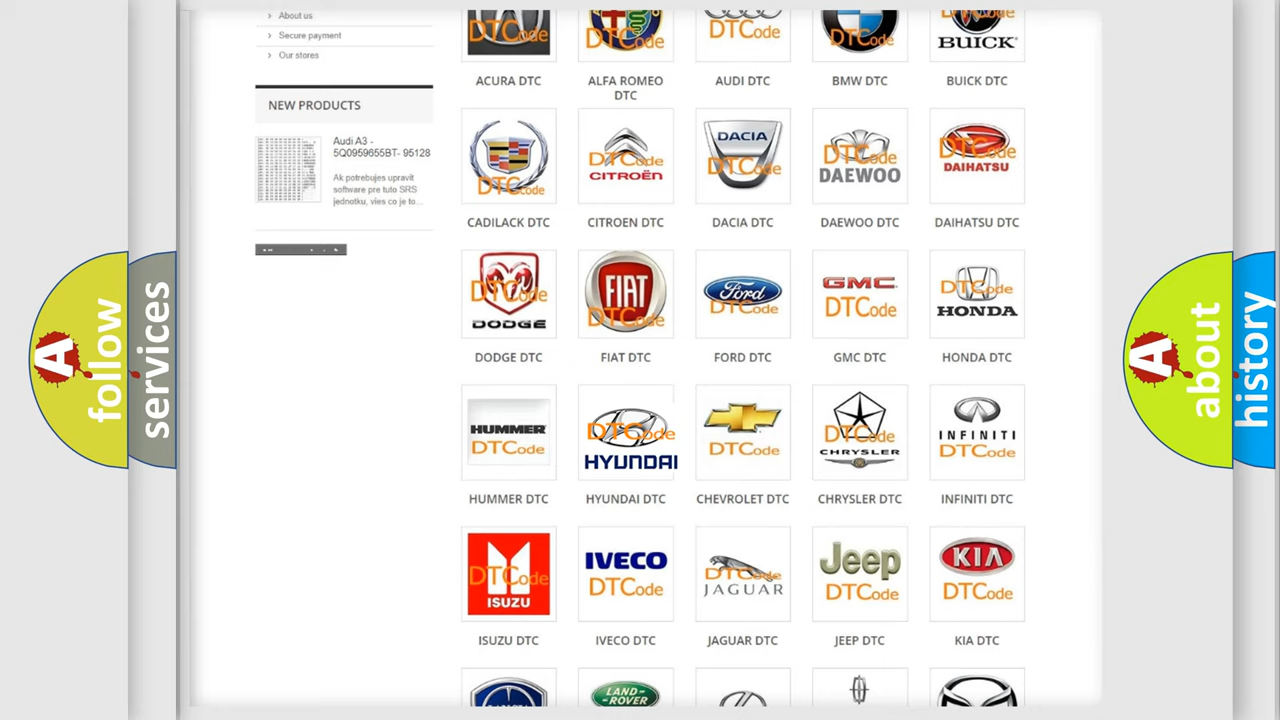 About us
Secure payment
Our stores
NEW PRODUCTS
Audi A3 -
5Q0959655BT- 95128
Ak potrebujes upravit
software pre tuto SRS
jednotku, vies co je to...
DTCode
DTCode
DTCode
DTCode
BUICK
ACURA DTC
ALFA ROMEO
DTC
AUDI DTC
BMW DTC
BUICK DTC
DTCode
DTCode
CITROËN
DACIA
DTCode
DTCode
DAEWOO
DTCode
DAIHATSU
CADILACK DTC
CITROEN DTC
DACIA DTC
DAEWOO DTC
DAIHATSU DTC
DTCode
DODGE
FIAT
DTCode
Ford
DTCode
GMC
DTCode
DTCode
HONDA
DODGE DTC
FIAT DTC
FORD DTC
GMC DTC
HONDA DTC
HUMMER
DTCode
DTCode
HYUNDAI
DTCode
DTCode
CHRYSLER
INFINITI
DTCode
HUMMER DTC
HYUNDAI DTC
CHEVROLET DTC
CHRYSLER DTC
INFINITI DTC
DTCode
ISUZU
IVECO
DTCode
DTCode
JAGUAR
Jeep
DTCode
KIA
DTCode
ISUZU DTC
IVECO DTC
JAGUAR DTC
JEEP DTC
KIA DTC
LAND-
ROVER
A
follow
services
A
about
history